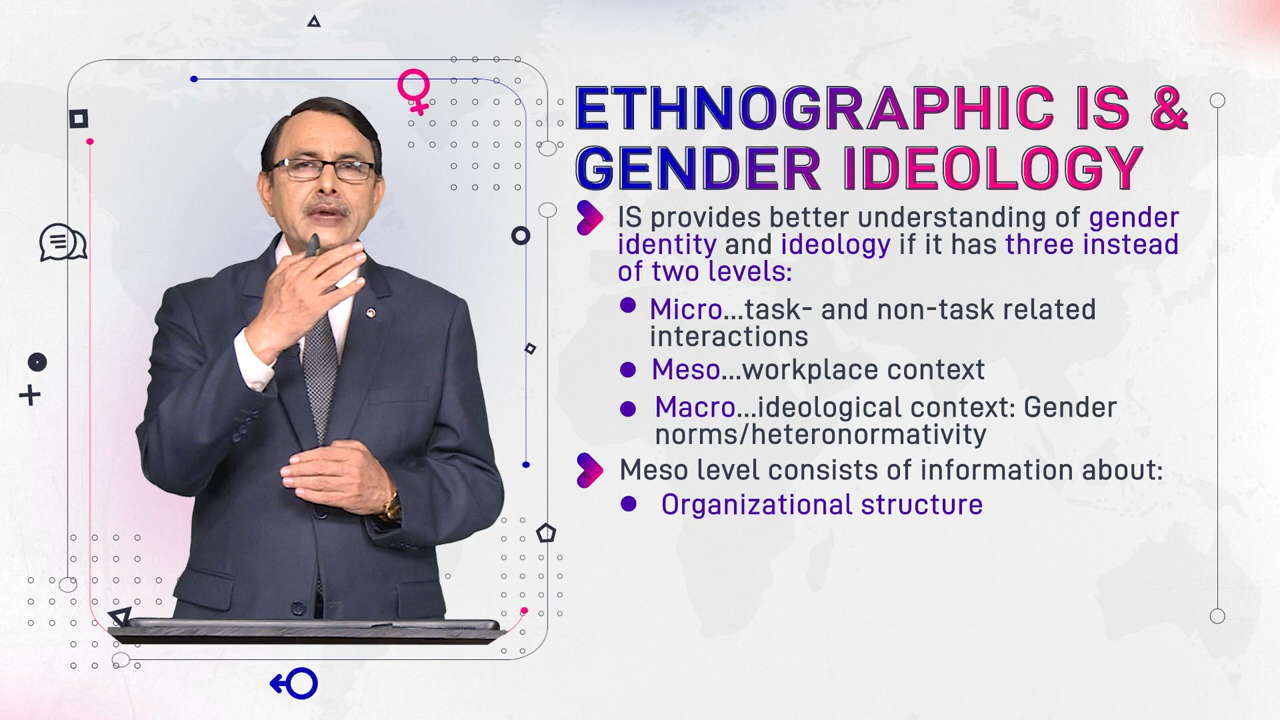 ETHNOGRAPHIC IS &
GENDER IDEOLOGY
IS provides better understanding of gender
identity and ideology if it has three instead
of two levels:
Micro...task- and non-task related
interactions
Meso...workplace context
Macro...ideological context: Gender
norms/heteronormativity
Meso level consists of information about:
Organizational structure